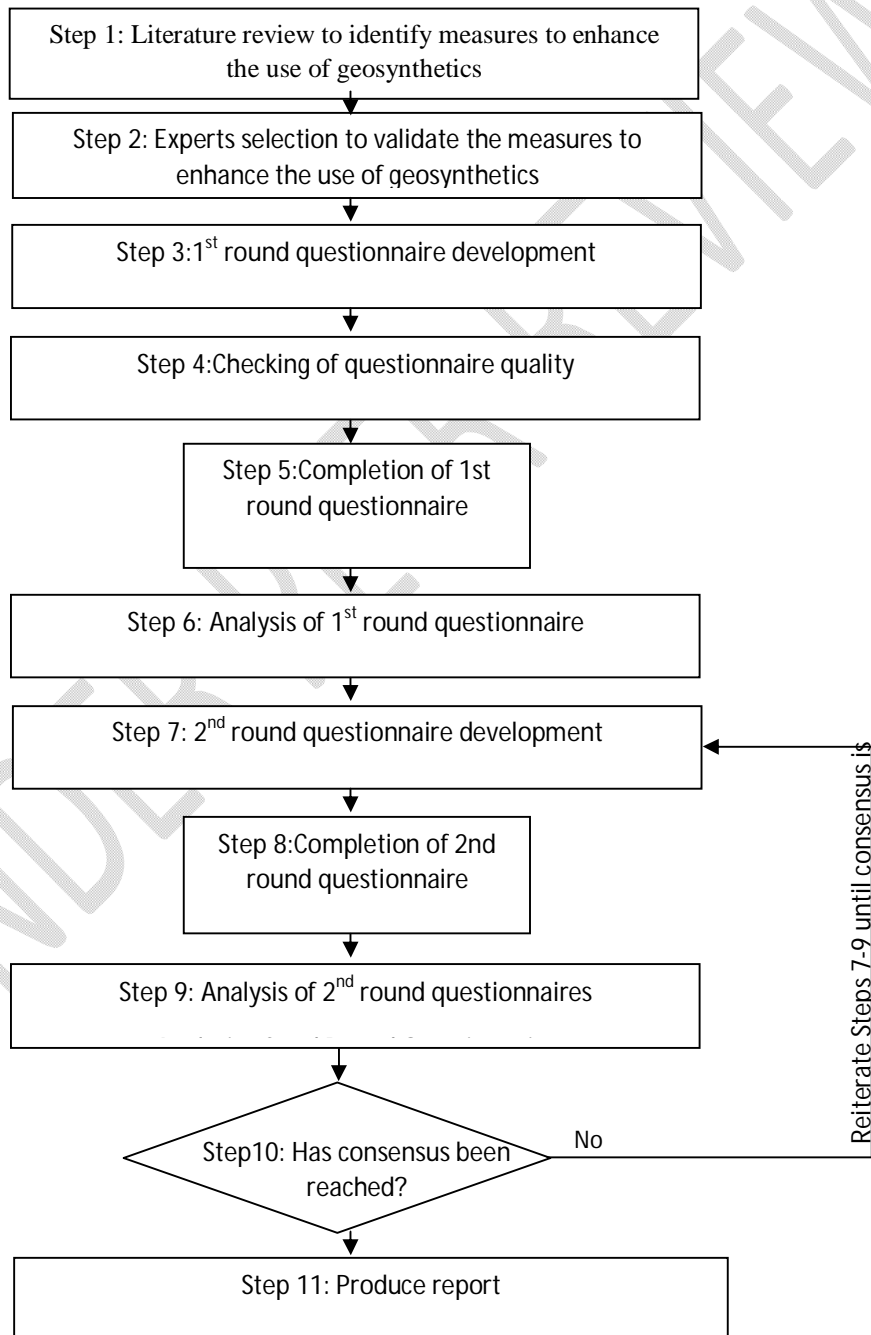 Step 1: Literature review to identify measures to enhance
the use of geosynthetics
Step 2: Experts selection to validate the measures to
enhance the use of geosynthetics
Step 3:1st round questionnaire development
Step 4:Checking of questionnaire quality
Step 5:Completion of 1st
round questionnaire
Step 6: Analysis of 1st round questionnaire
Step 7: 2nd round questionnaire development
Step 8:Completion of 2nd
round questionnaire
Step 9: Analysis of 2nd round questionnaires
Step10: Has consensus been
reached?
No
Reiterate Steps 7-9 until consensus is
Step 11: Produce report
UNDER PEER REVIEW